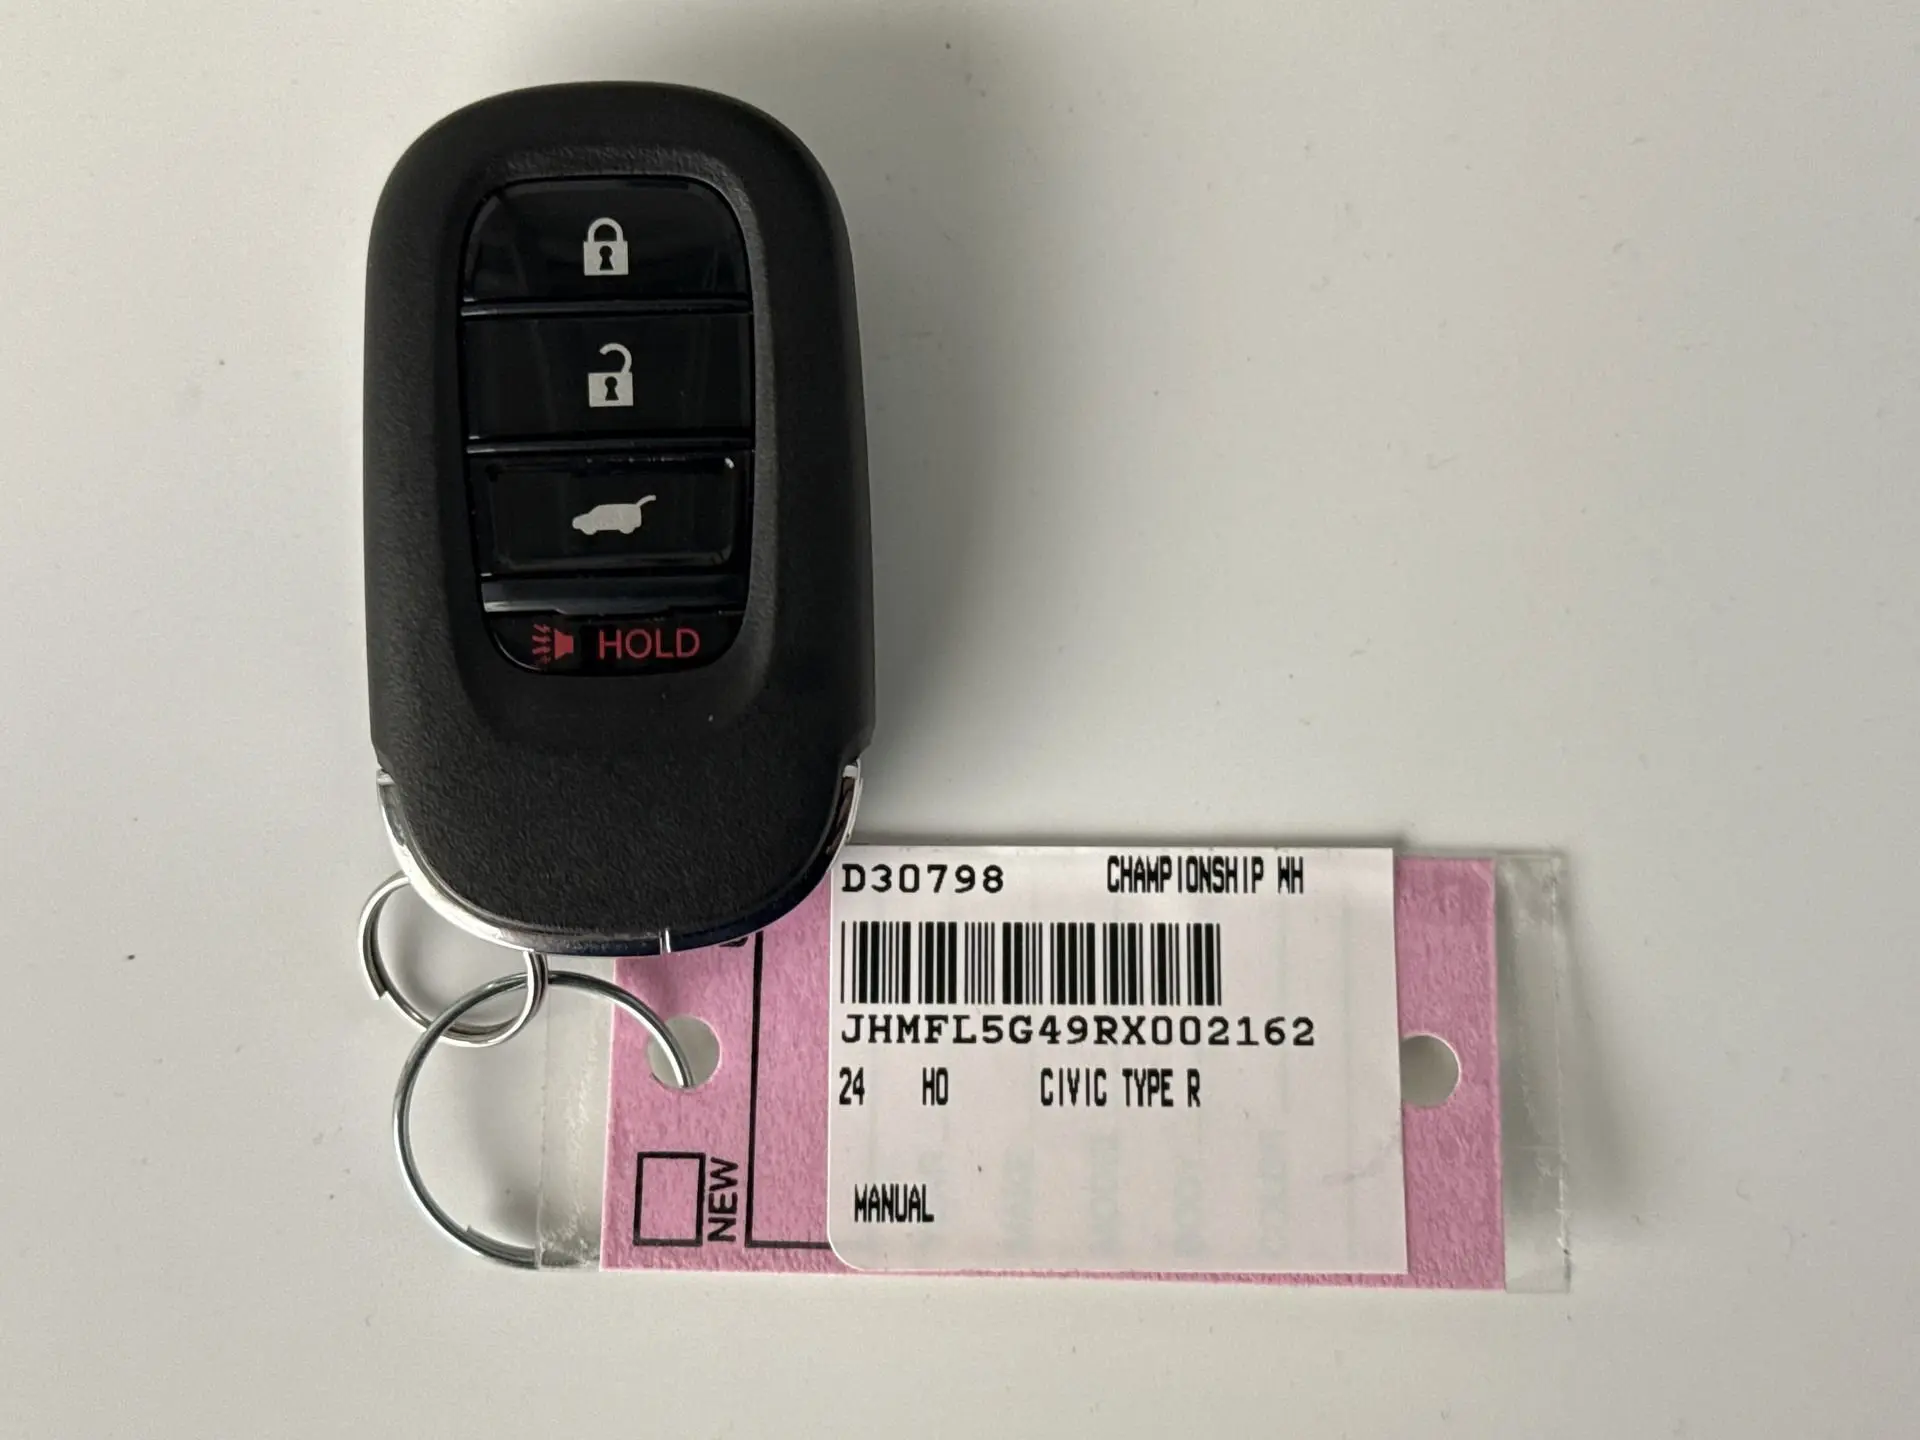 HOLD
D30798 CHAMPIONSHIP WH
JHMFL5G49RX002162
24 HO CIVIC TYPE R
MANUAL
NEW